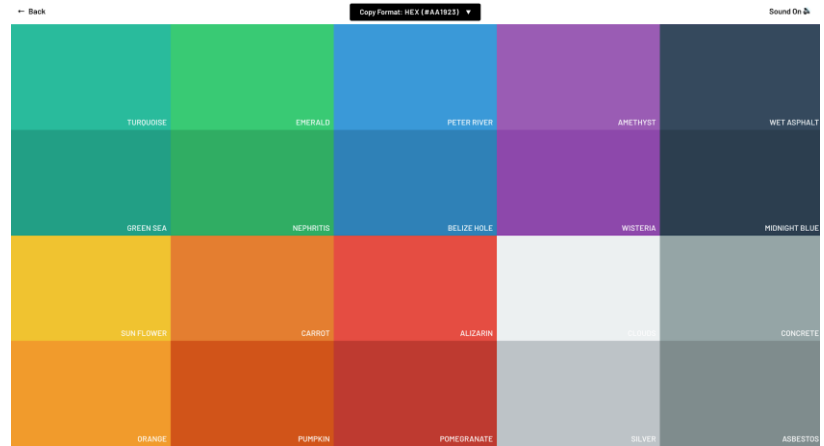 ← Back
Copy Format: HEX (#AA1923) ▼
Sound On
TURQUOISE
EMERALD
PETER RIVER
AMETHYST
WET ASPHALT
GREEN SEA
NEPHRITIS
BELIZE HOLE
WISTERIA
MIDNIGHT BLUE
SUN FLOWER
CARROT
ALIZARIN
CLOUDS
CONCRETE
ORANGE
PUMPKIN
POMEGRANATE
SILVER
ASBESTOS